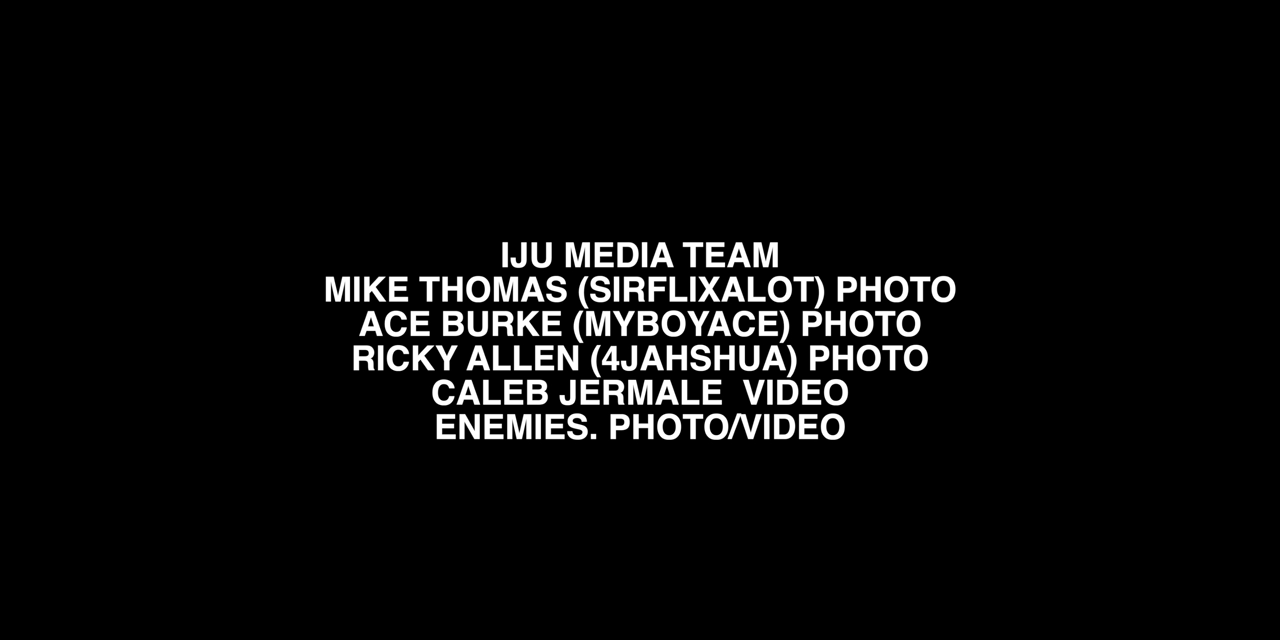 IJU MEDIA TEAM
MIKE THOMAS (SIRFLIXALOT) PHOTO
ACE BURKE (MYBOYACE) PHOTO
RICKY ALLEN (4JAHSHUA) PHOTO
CALEB JERMALE  VIDEO
ENEMIES. PHOTO/VIDEO